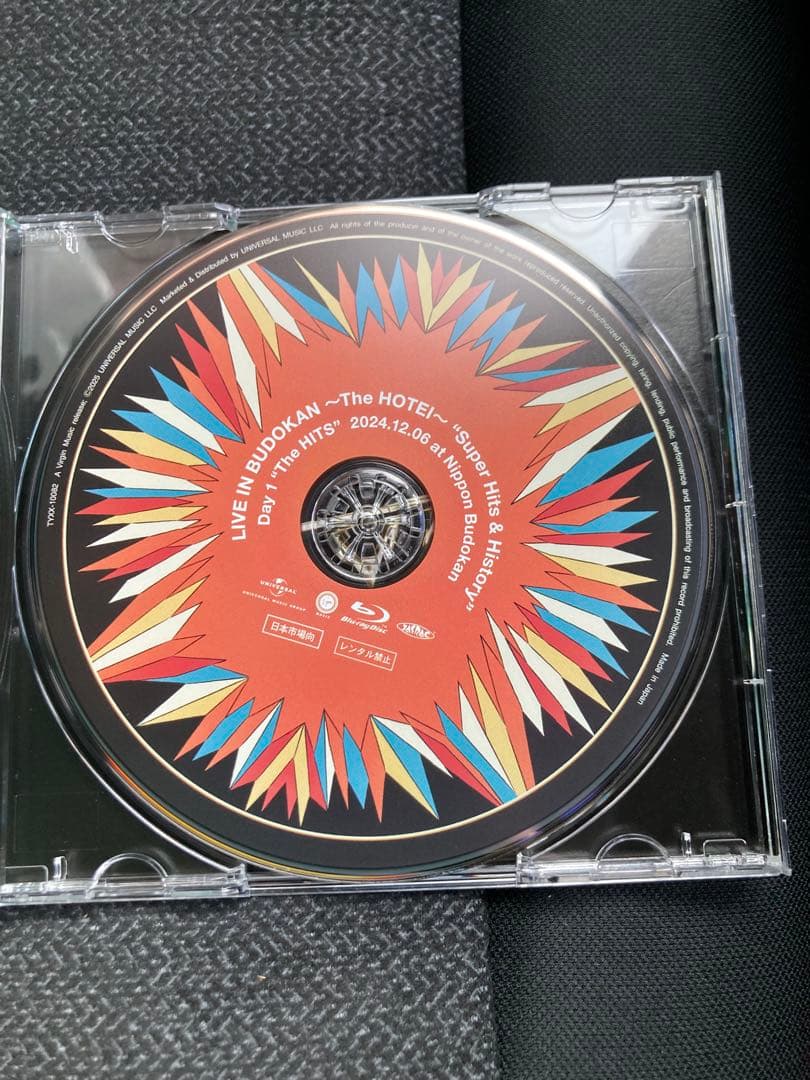 TYXX-10082 A Virgin Music release; ©2025 UNIVERSAL MUSIC LLC Marketed & Distributed by UNIVERSAL MUSIC LLC All rights of the producer and of the owner of the work reproduced reserved. Unauthorized copying, hiring, lending, public performance and broadcasting of this record prohibited. Made in Japan
LIVE IN BUDOKAN ～The HOTEI～ “Super Hits & History”
Day 1 “The HITS” 2024.12.06 at Nippon Budokan
UNIVERSAL
UNIVERSAL MUSIC GROUP
Blu-ray Disc
日本市場向
レンタル禁止